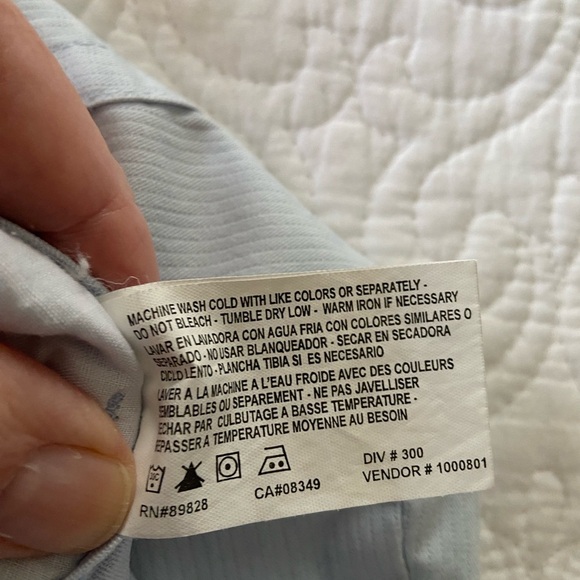 MACHINE WASH COLD WITH LIKE COLORS OR SEPARATELY -
DO NOT BLEACH - TUMBLE DRY LOW - WARM IRON IF NECESSARY
LAVAR EN LAVADORA CON AGUA FRIA CON COLORES SIMILARES O
SEPARADO - NO USAR BLANQUEADOR - SECAR EN SECADORA
CICLO LENTO - PLANCHA TIBIA SI ES NECESARIO
LAVER A LA MACHINE A L'EAU FROIDE AVEC DES COULEURS
SEMBLABLES OU SEPAREMENT - NE PAS JAVELLISER
SECHAR PAR CULBUTAGE A BASSE TEMPERATURE -
REPASSER A TEMPERATURE MOYENNE AU BESOIN
RN#89828
CA#08349
DIV # 300
VENDOR # 1000801